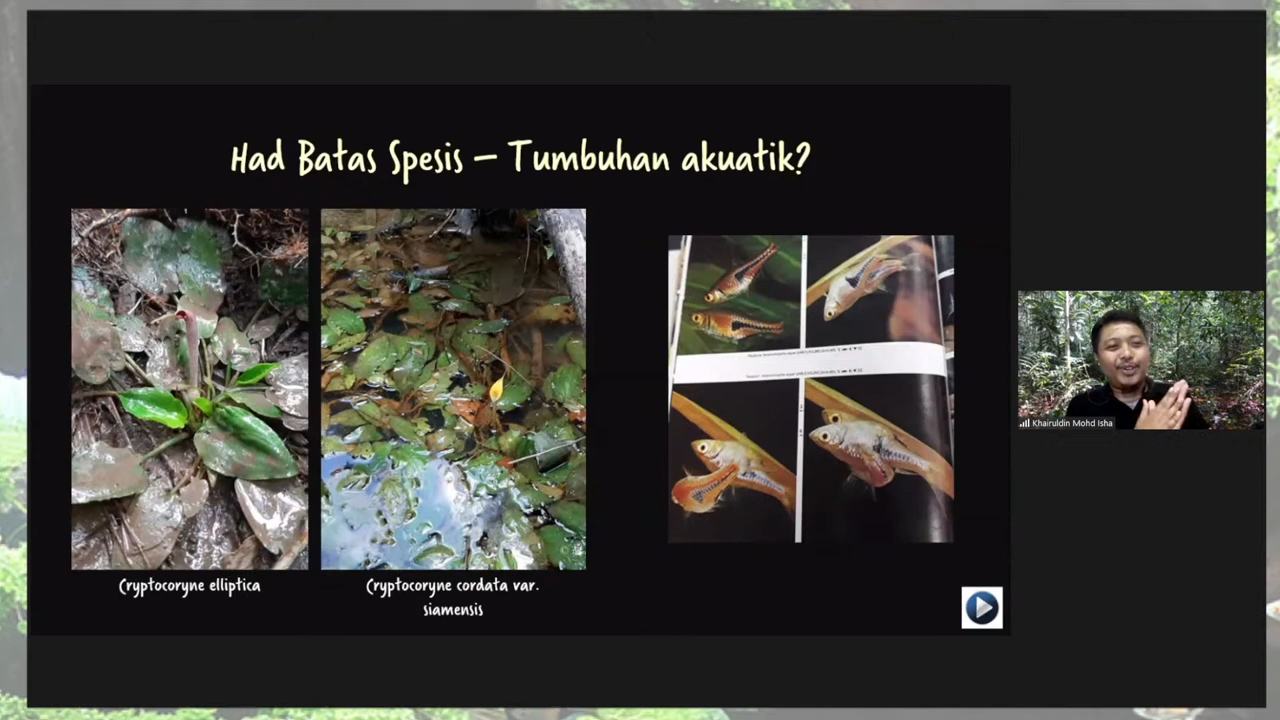 Had Batas Spesis – Tumbuhan akuatik?
Cryptocoryne elliptica
Cryptocoryne cordata var.
siamensis
Khairuldin Mohd Isha